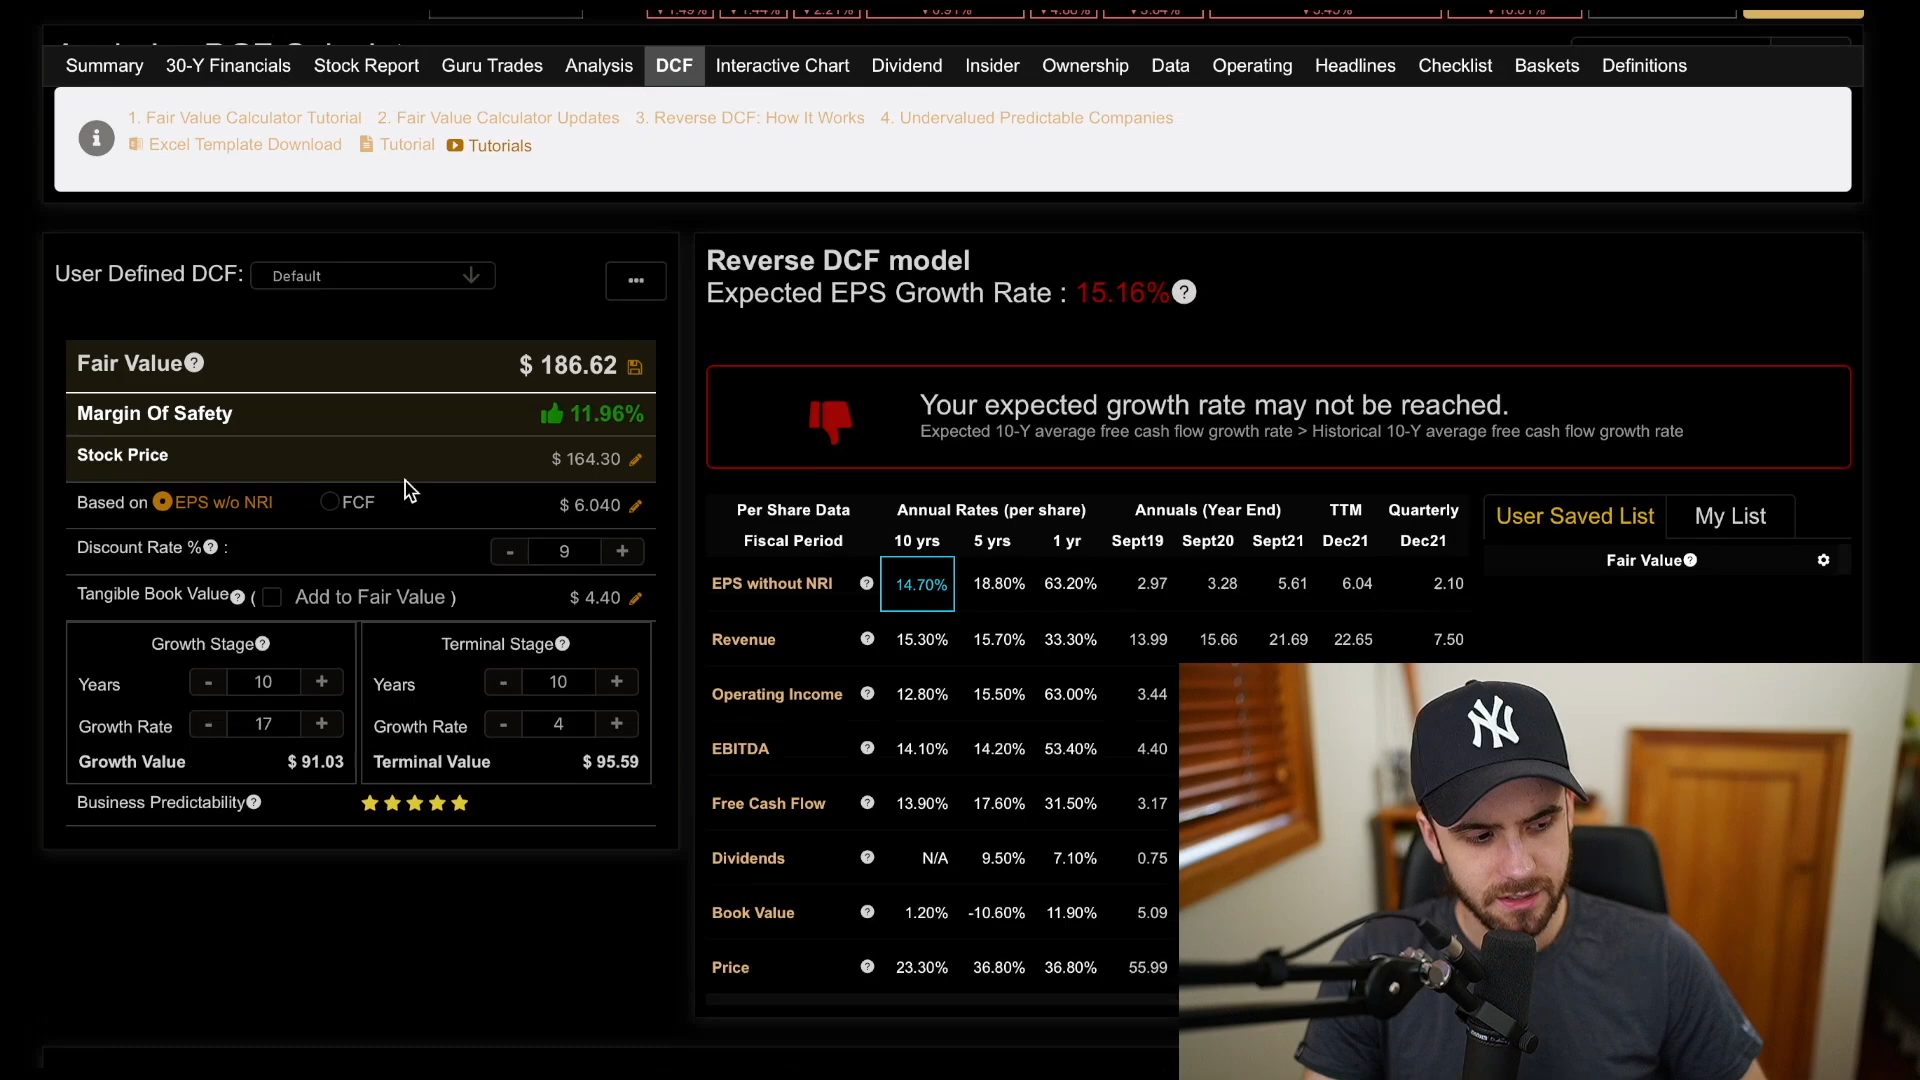 Summary 30-Y Financials Stock Report Guru Trades Analysis DCF Interactive Chart Dividend Insider Ownership Data Operating Headlines Checklist Baskets Definitions
1. Fair Value Calculator Tutorial 2. Fair Value Calculator Updates 3. Reverse DCF: How It Works 4. Undervalued Predictable Companies
Excel Template Download Tutorial Tutorials
User Defined DCF: Default ...
Fair Value $ 186.62
Margin Of Safety 11.96%
Stock Price $ 164.30
Based on EPS w/o NRI FCF $ 6.040
Discount Rate % : - 9 +
Tangible Book Value ( Add to Fair Value ) $ 4.40
Growth Stage Terminal Stage
Years - 10 + Years - 10 +
Growth Rate - 17 + Growth Rate - 4 +
Growth Value $ 91.03 Terminal Value $ 95.59
Business Predictability
Reverse DCF model
Expected EPS Growth Rate : 15.16%
Your expected growth rate may not be reached.
Expected 10-Y average free cash flow growth rate > Historical 10-Y average free cash flow growth rate
Per Share Data Annual Rates (per share) Annuals (Year End) TTM Quarterly
Fiscal Period 10 yrs 5 yrs 1 yr Sept19 Sept20 Sept21 Dec21 Dec21
EPS without NRI 14.70% 18.80% 63.20% 2.97 3.28 5.61 6.04 2.10
Revenue 15.30% 15.70% 33.30% 13.99 15.66 21.69 22.65 7.50
Operating Income 12.80% 15.50% 63.00% 3.44
EBITDA 14.10% 14.20% 53.40% 4.40
Free Cash Flow 13.90% 17.60% 31.50% 3.17
Dividends N/A 9.50% 7.10% 0.75
Book Value 1.20% -10.60% 11.90% 5.09
Price 23.30% 36.80% 36.80% 55.99
User Saved List My List
Fair Value
NY